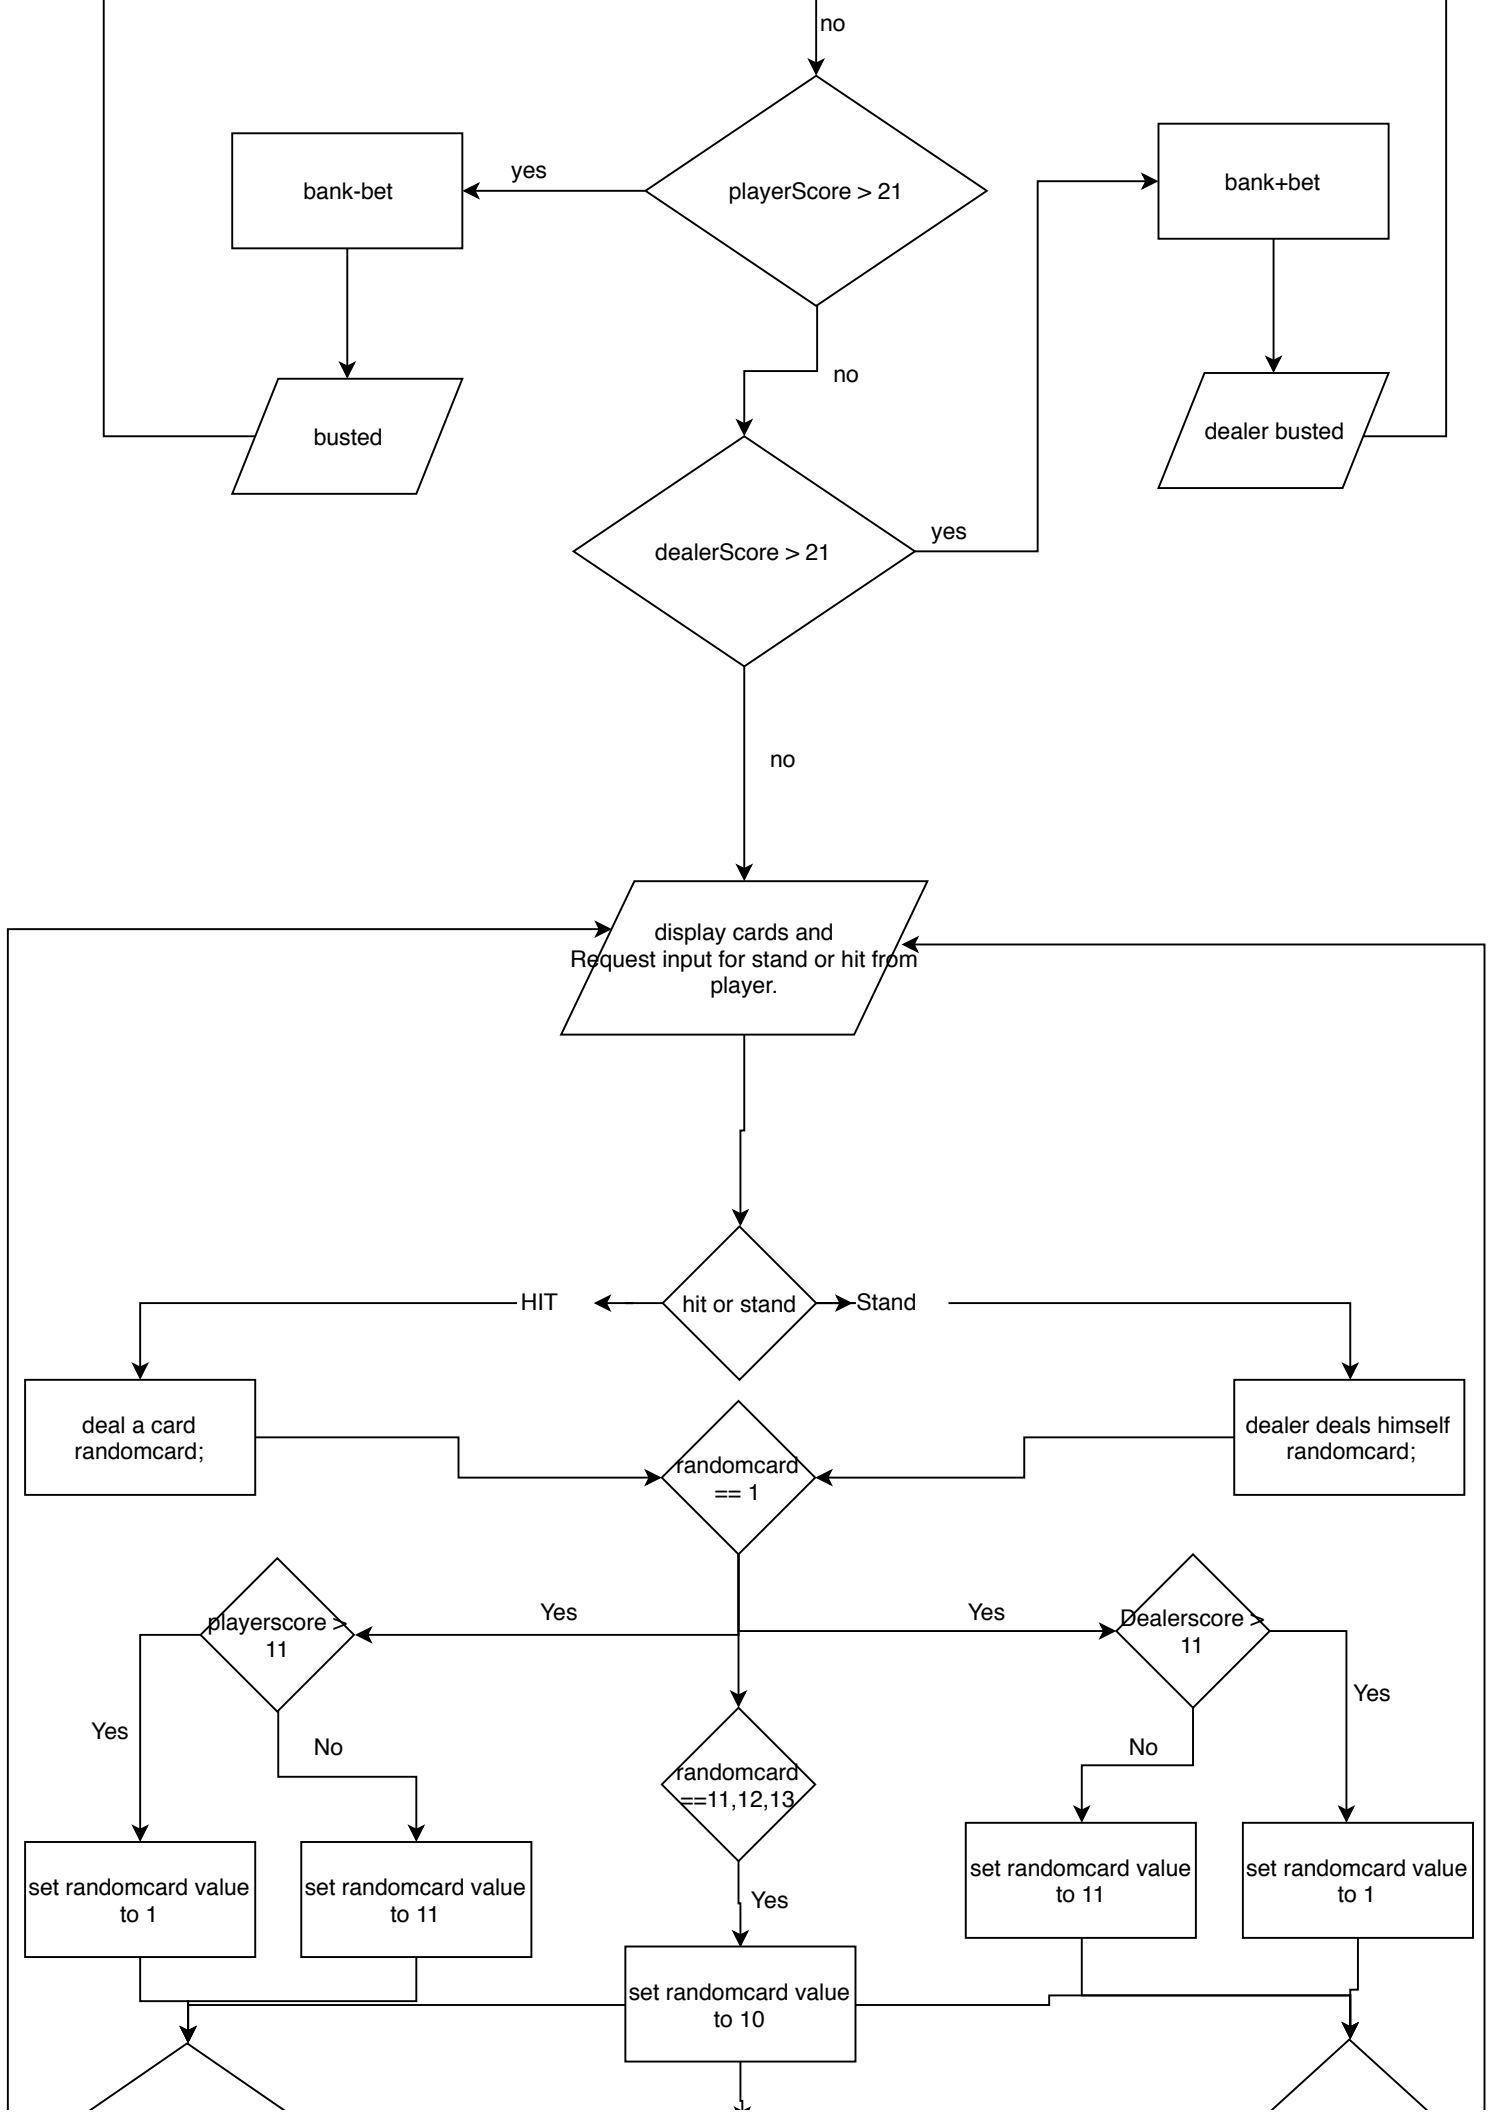 no
playerScore > 21
yes
bank-bet
bank+bet
no
busted
dealer busted
dealerScore > 21
yes
no
display cards and
Request input for stand or hit from
player.
HIT
hit or stand
Stand
deal a card
randomcard;
randomcard
== 1
dealer deals himself
randomcard;
playerscore >
11
Yes
Yes
Dealerscore >
11
Yes
No
randomcard
==11,12,13
No
Yes
set randomcard value
to 1
set randomcard value
to 11
Yes
set randomcard value
to 11
set randomcard value
to 1
set randomcard value
to 10